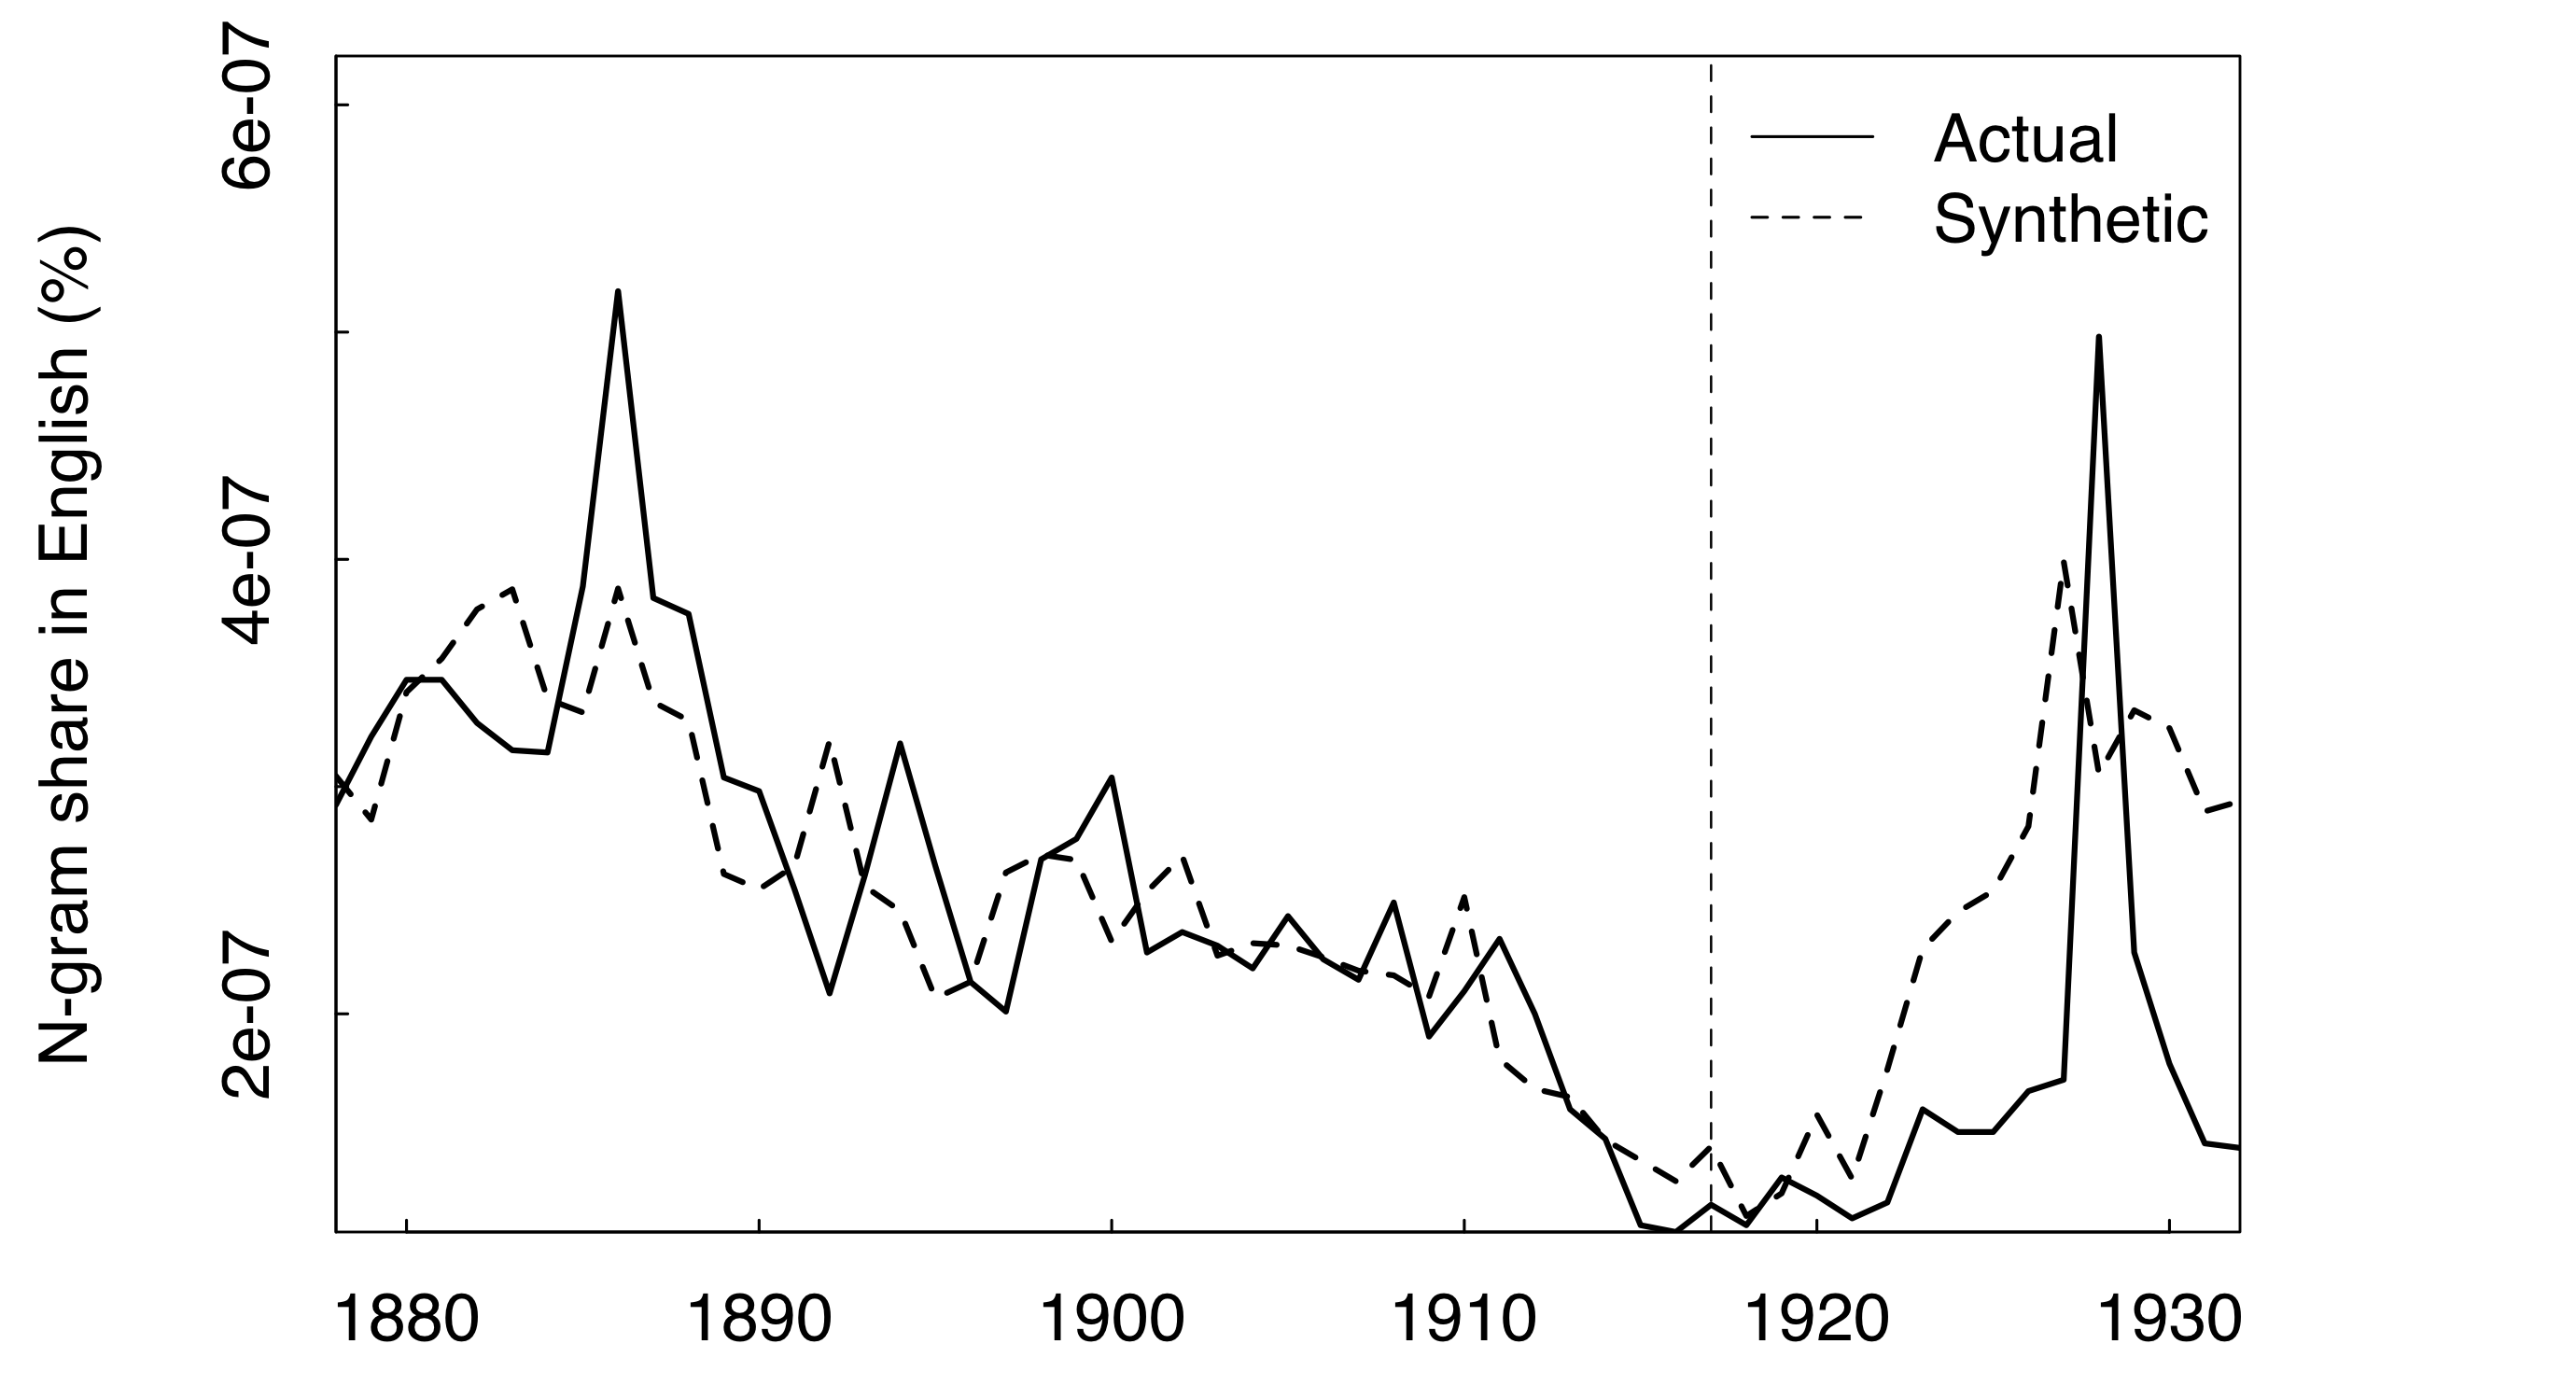 N-gram share in English (%)
6e-07
4e-07
2e-07
Actual
Synthetic
1880 1890 1900 1910 1920 1930